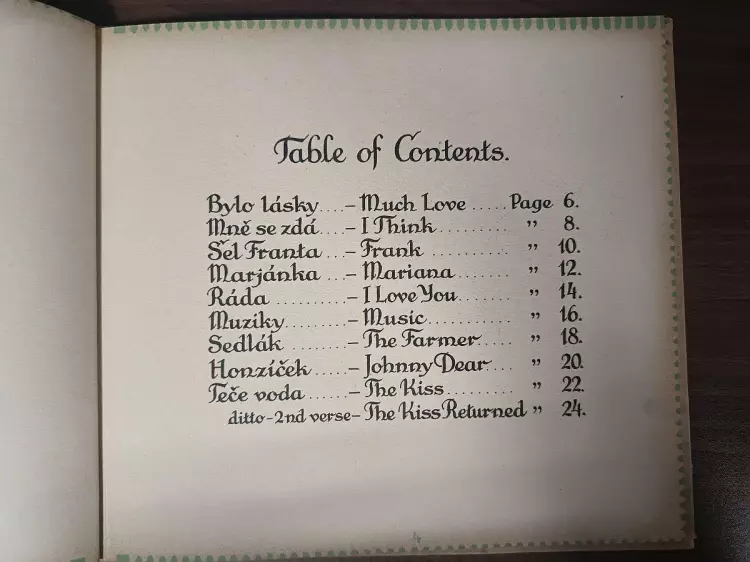 Table of Contents.
Bylo lásky....–Much Love .....Page 6.
Mně se zdá....–I Think.......... " 8.
Šel Franta ....–Frank .......... " 10.
Marjánka ....–Mariana........ " 12.
Ráda ..........–I Love You....... " 14.
Muziky.........–Music............ " 16.
Sedlák ........–The Farmer..... " 18.
Honzíček.....–Johnny Dear... " 20.
Teče voda ......–The Kiss......... " 22.
ditto-2nd verse–The Kiss Returned " 24.
4